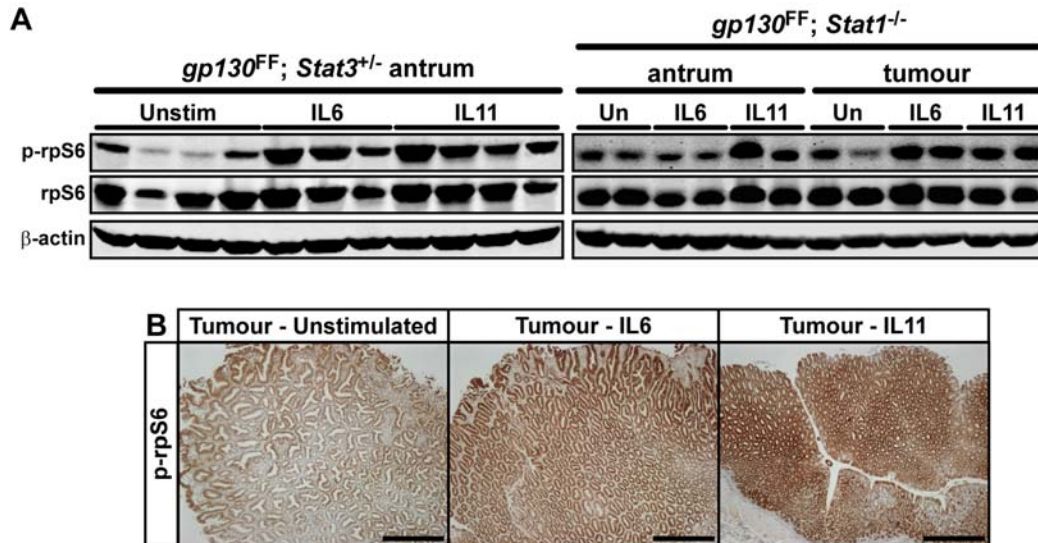 A
gp130FF; Stat3+/- antrum
Unstim IL6 IL11
gp130FF; Stat1-/-
antrum tumour
Un IL6 IL11 Un IL6 IL11
p-rpS6
rpS6
β-actin
B
Tumour - Unstimulated Tumour - IL6 Tumour - IL11
p-rpS6